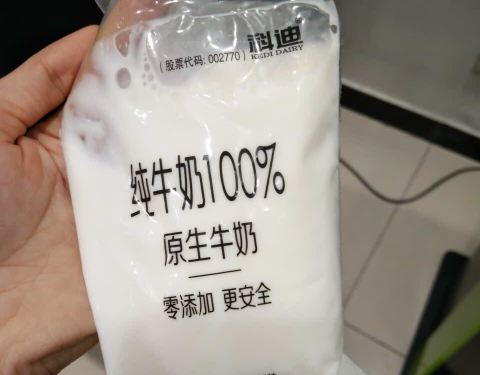 科迪
KEDI DAIRY
(股票代码:002770)
纯牛奶100%
原生牛奶
零添加 更安全